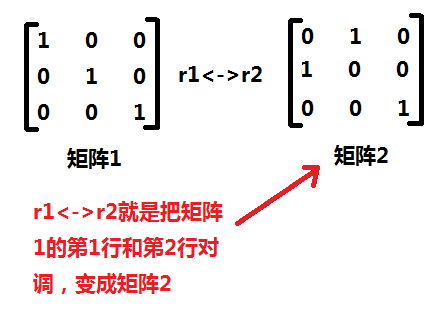 1 0 0
0 1 0
0 0 1
矩阵1
r1<->r2
0 1 0
1 0 0
0 0 1
矩阵2
r1<->r2就是把矩阵
1的第1行和第2行对
调，变成矩阵2